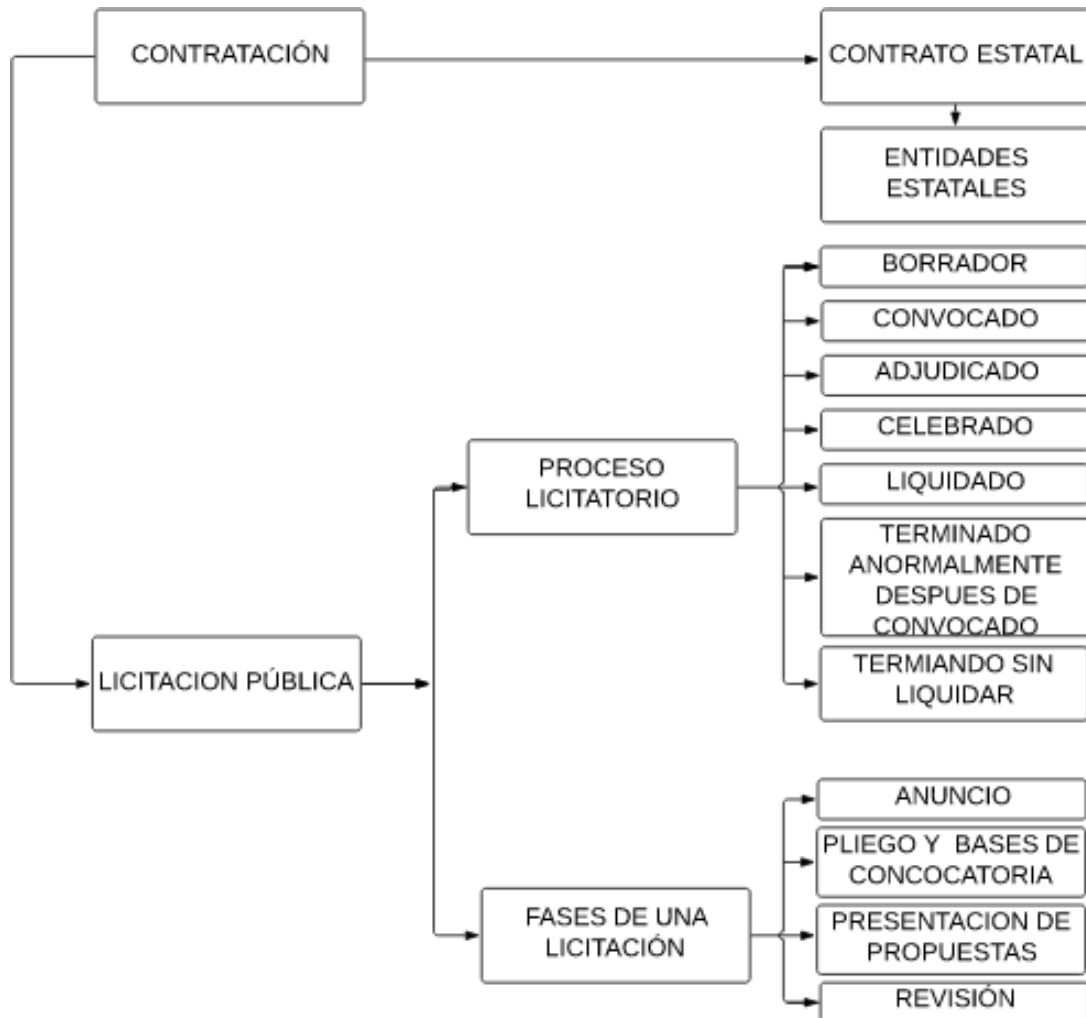 CONTRATACIÓN
CONTRATO ESTATAL
ENTIDADES
ESTATALES
BORRADOR
CONVOCADO
ADJUDICADO
CELEBRADO
PROCESO
LICITATORIO
LIQUIDADO
TERMINADO
ANORMALMENTE
DESPUES DE
CONVOCADO
LICITACION PÚBLICA
TERMIANDO SIN
LIQUIDAR
ANUNCIO
PLIEGO Y BASES DE
CONCOCATORIA
FASES DE UNA
LICITACIÓN
PRESENTACION DE
PROPUESTAS
REVISIÓN